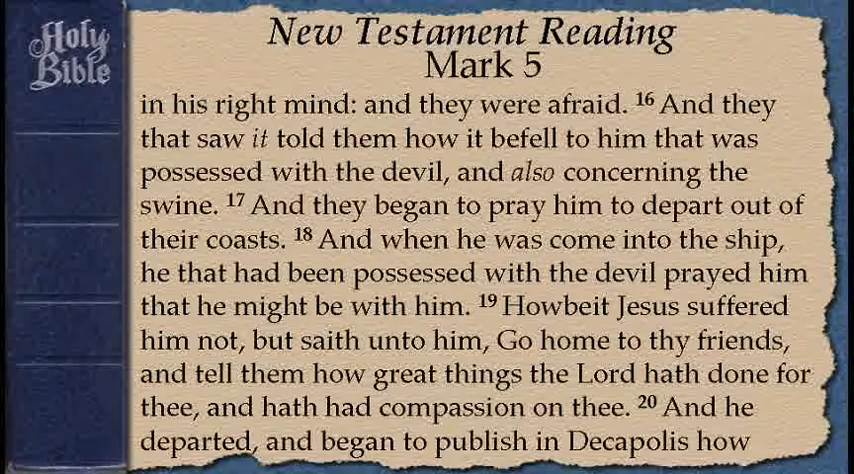 Holy
Bible
New Testament Reading
Mark 5
in his right mind: and they were afraid. 16 And they
that saw it told them how it befell to him that was
possessed with the devil, and also concerning the
swine. 17 And they began to pray him to depart out of
their coasts. 18 And when he was come into the ship,
he that had been possessed with the devil prayed him
that he might be with him. 19 Howbeit Jesus suffered
him not, but saith unto him, Go home to thy friends,
and tell them how great things the Lord hath done for
thee, and hath had compassion on thee. 20 And he
departed, and began to publish in Decapolis how